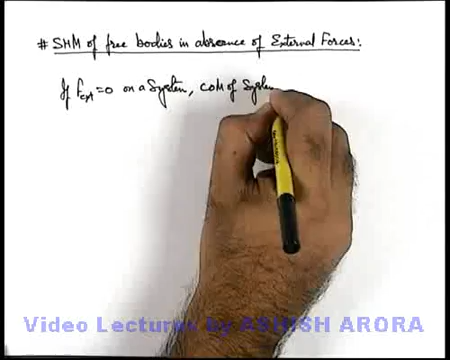 # SHM of free bodies in absence of External Forces:
If Fext=0 on a System, COM of System
Video Lectures by ASHISH ARORA